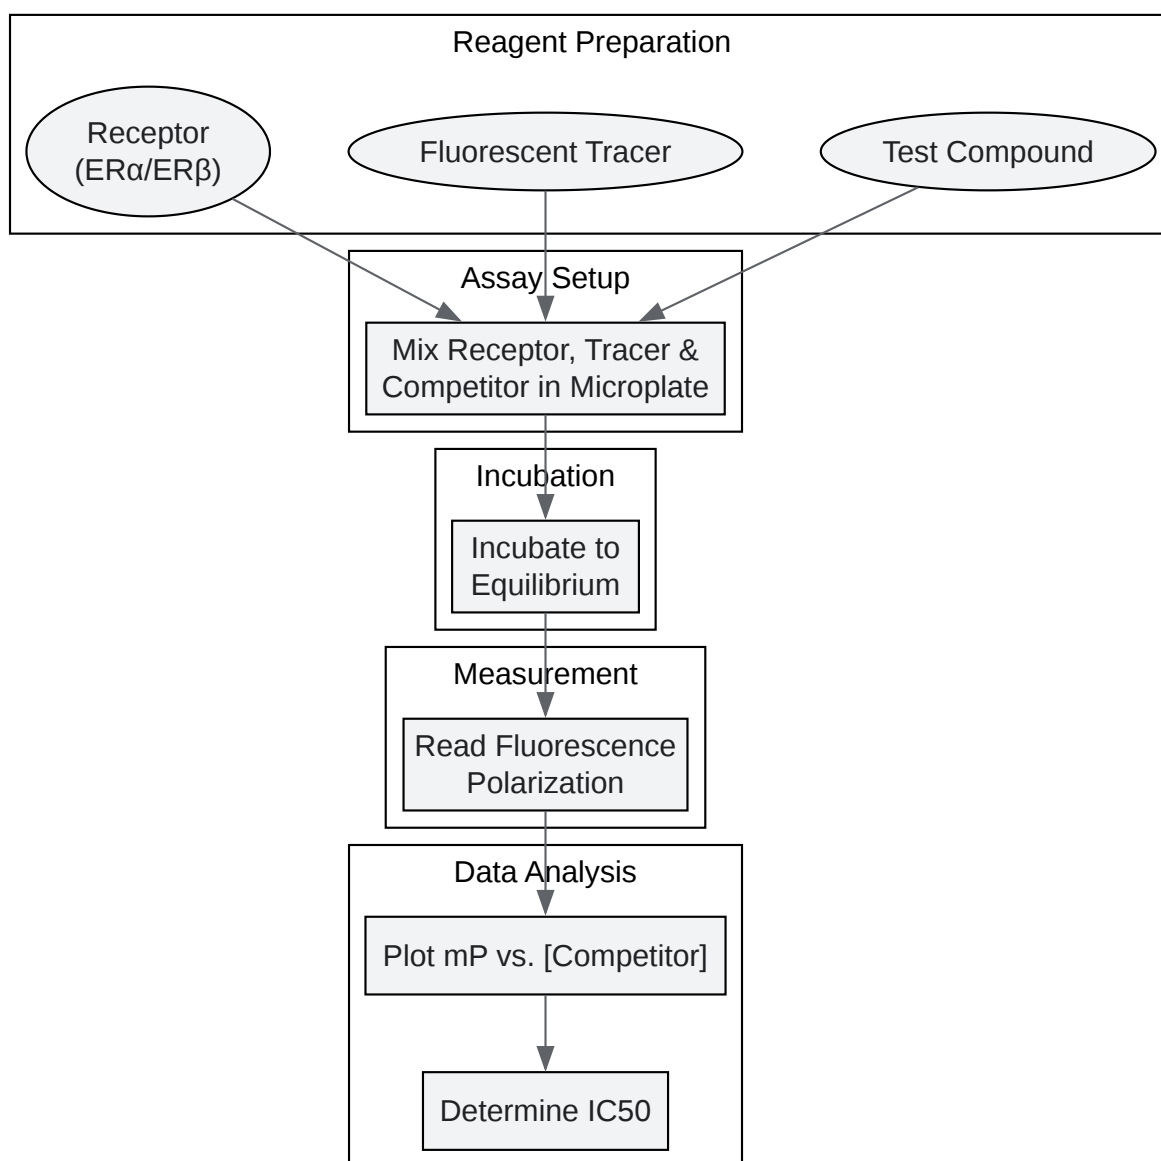 Reagent Preparation
Receptor
(ERα/ERβ)
Fluorescent Tracer
Test Compound
Assay Setup
Mix Receptor, Tracer &
Competitor in Microplate
Incubation
Incubate to
Equilibrium
Measurement
Read Fluorescence
Polarization
Data Analysis
Plot mP vs. [Competitor]
Determine IC50